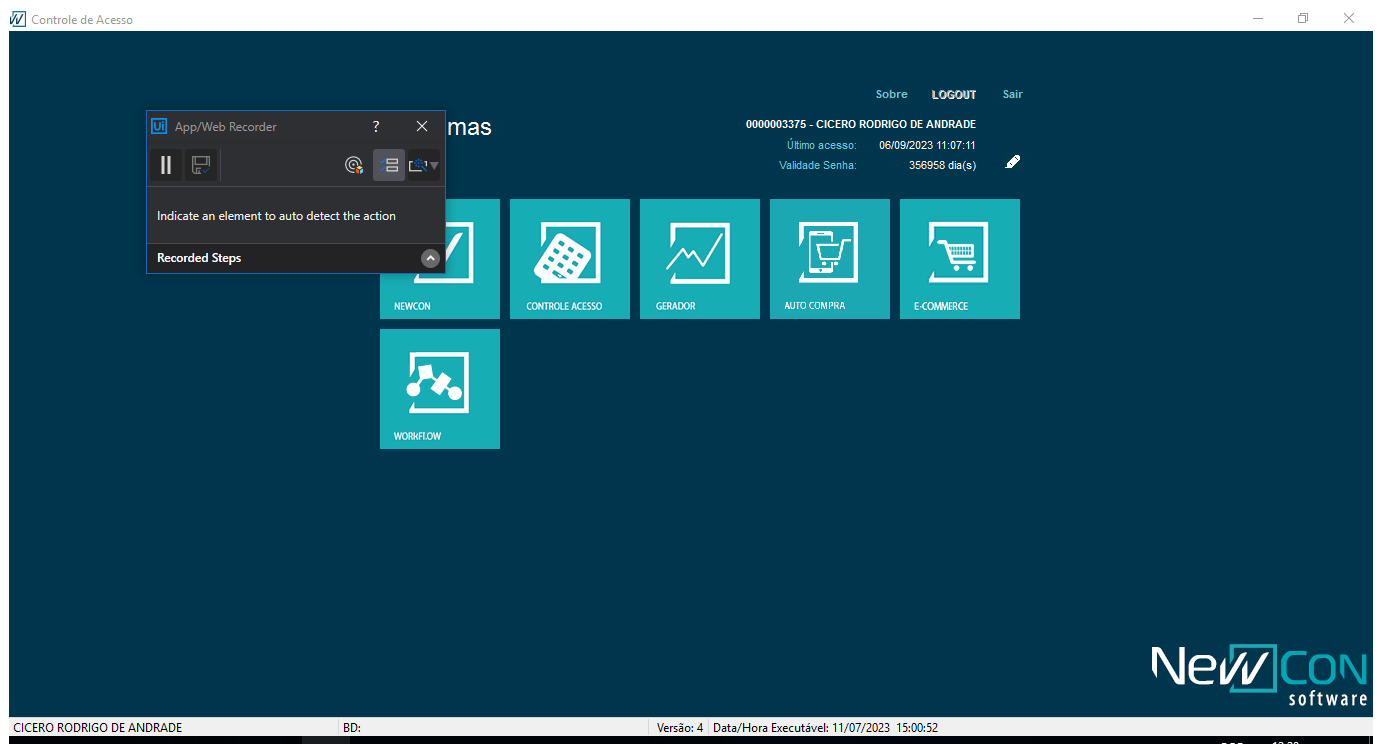 Controle de Acesso
Sobre LOGOUT Sair
Ui App/Web Recorder ?
mas
0000003375 - CICERO RODRIGO DE ANDRADE
Último acesso: 06/09/2023 11:07:11
Validade Senha: 356958 dia(s)
Indicate an element to auto detect the action
Recorded Steps
NEWCON CONTROLE ACESSO GERADOR AUTO COMPRA E-COMMERCE
WORKFLOW
NewCon
software
CICERO RODRIGO DE ANDRADE BD: Versão: 4 Data/Hora Executável: 11/07/2023 15:00:52